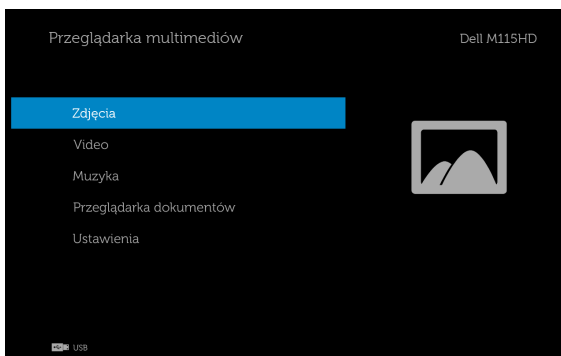 Przeglądarka multimediów
Dell M115HD
Zdjęcia
Video
Muzyka
Przeglądarka dokumentów
Ustawienia
USB